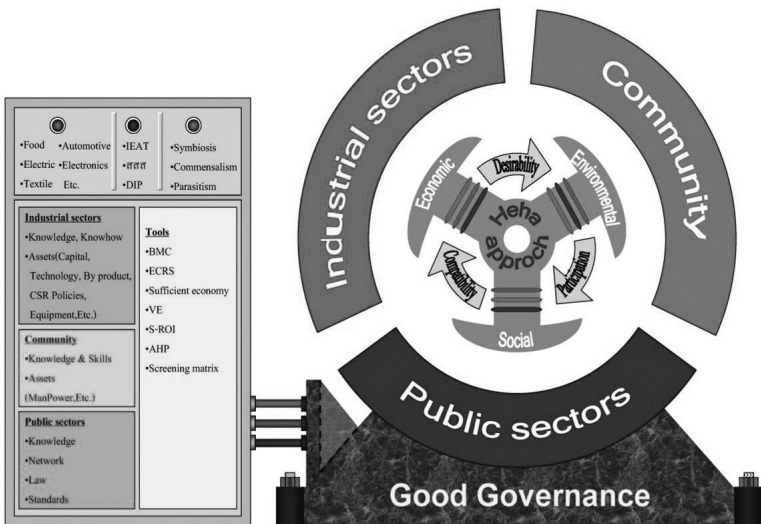 •Food •Automotive
•Electric •Electronics
•Textile Etc.
•IEAT
•สสส
•DIP
•Symbiosis
•Commensalism
•Parasitism
Industrial sectors
•Knowledge, Knowhow
•Assets(Capital,
Technology, By product,
CSR Policies,
Equipment,Etc.)
Community
•Knowledge & Skills
•Assets
(ManPower,Etc.)
Public sectors
•Knowledge
•Network
•Law
•Standards
Tools
•BMC
•ECRS
•Sufficient economy
•VE
•S-ROI
•AHP
•Screening matrix
Industrial sectors
Community
Public sectors
Economic
Environmental
Social
Desirability
Participation
Compatibility
Heha
approch
Good Governance